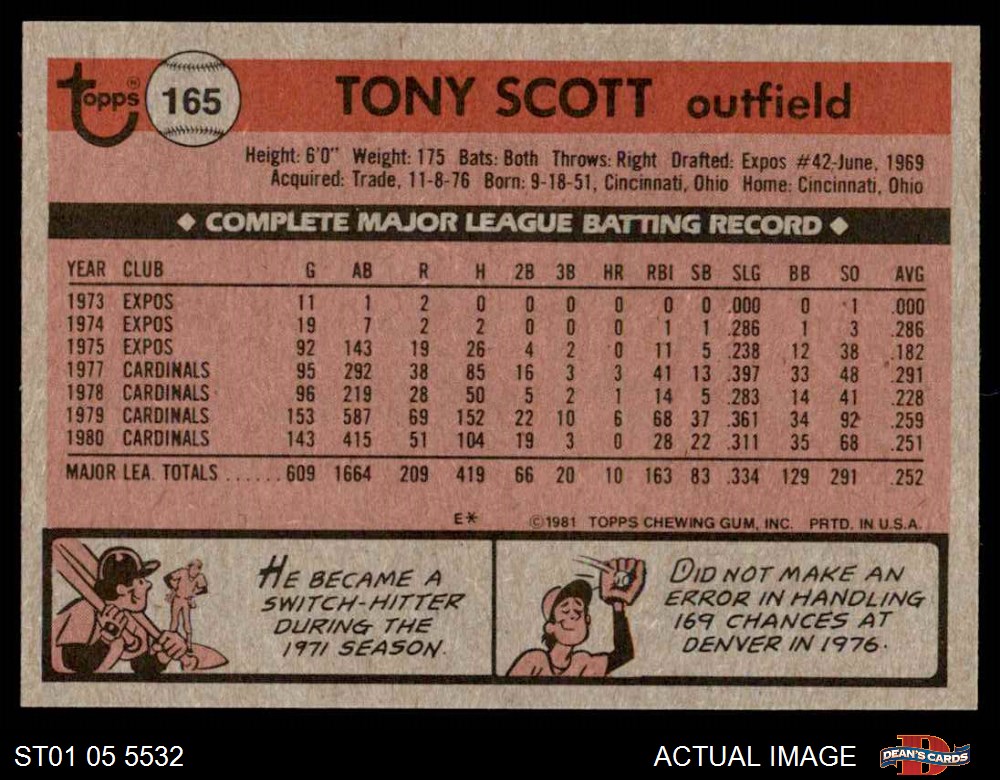 Topps® 165 TONY SCOTT outfield
Height: 6'0" Weight: 175 Bats: Both Throws: Right Drafted: Expos #42-June, 1969
Acquired: Trade, 11-8-76 Born: 9-18-51, Cincinnati, Ohio Home: Cincinnati, Ohio
◆ COMPLETE MAJOR LEAGUE BATTING RECORD ◆
YEAR CLUB G AB R H 2B 3B HR RBI SB SLG BB SO AVG
1973 EXPOS 11 1 2 0 0 0 0 0 0 .000 0 1 .000
1974 EXPOS 19 7 2 2 0 0 0 1 1 .286 1 3 .286
1975 EXPOS 92 143 19 26 4 2 0 11 5 .238 12 38 .182
1977 CARDINALS 95 292 38 85 16 3 3 41 13 .397 33 48 .291
1978 CARDINALS 96 219 28 50 5 2 1 14 5 .283 14 41 .228
1979 CARDINALS 153 587 69 152 22 10 6 68 37 .361 34 92 .259
1980 CARDINALS 143 415 51 104 19 3 0 28 22 .311 35 68 .251
MAJOR LEA. TOTALS ...... 609 1664 209 419 66 20 10 163 83 .334 129 291 .252
E* ©1981 TOPPS CHEWING GUM, INC. PRTD. IN U.S.A.
HE BECAME A
SWITCH-HITTER
DURING THE
1971 SEASON.
DID NOT MAKE AN
ERROR IN HANDLING
169 CHANCES AT
DENVER IN 1976.
ST01 05 5532
ACTUAL IMAGE
D
DEAN'S CARDS